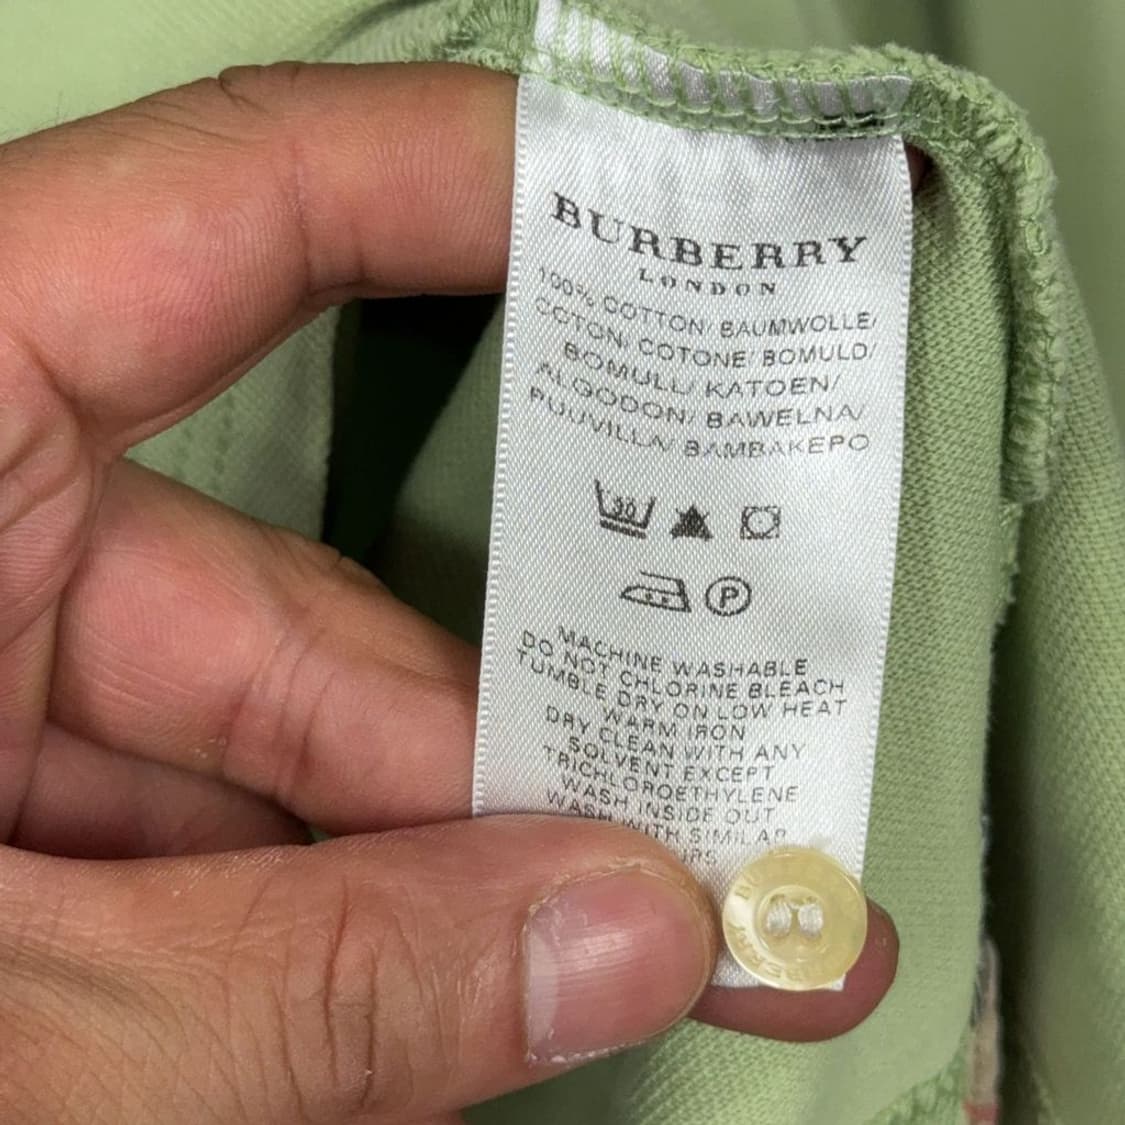 BURBERRY
LONDON
100% COTTON/ BAUMWOLLE/
COTON/ COTONE/ BOMULD/
BOMULL/ KATOEN/
ALGODON/ BAWELNA/
PUUVILLA/ BAMBAKEPO
30
P
MACHINE WASHABLE
DO NOT CHLORINE BLEACH
TUMBLE DRY ON LOW HEAT
WARM IRON
DRY CLEAN WITH ANY
SOLVENT EXCEPT
TRICHLOROETHYLENE
WASH INSIDE OUT
WASH WITH SIMILAR